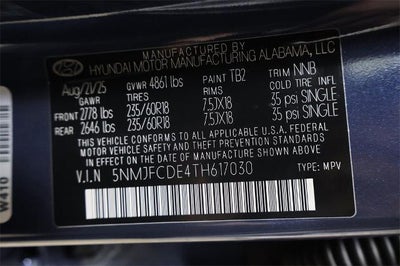 MANUFACTURED BY
HYUNDAI MOTOR MANUFACTURING ALABAMA, LLC
Aug/21/25 GVWR 4861 lbs PAINT TB2 TRIM NNB
GAWR TIRES RIMS COLD TIRE INFL
FRONT 2778 lbs 235/60R18 7.5JX18 35 psi SINGLE
REAR 2646 lbs 235/60R18 7.5JX18 35 psi SINGLE
THIS VEHICLE CONFORMS TO ALL APPLICABLE U.S. FEDERAL
MOTOR VEHICLE SAFETY AND THEFT PREVENTION
STANDARDS IN EFFECT ON THE DATE OF MANUFACTURE SHOWN ABOVE
V.I.N 5NMJFCDE4TH617030 TYPE: MPV
W410